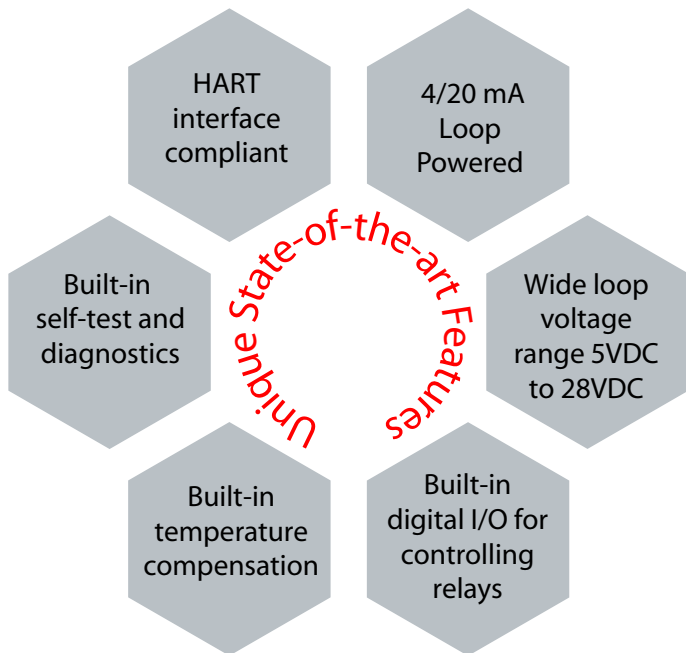 HART
interface
compliant
4/20 mA
Loop
Powered
Built-in
self-test and
diagnostics
Unique State-of-the-art Features
Wide loop
voltage
range 5VDC
to 28VDC
Built-in
temperature
compensation
Built-in
digital I/O for
controlling
relays